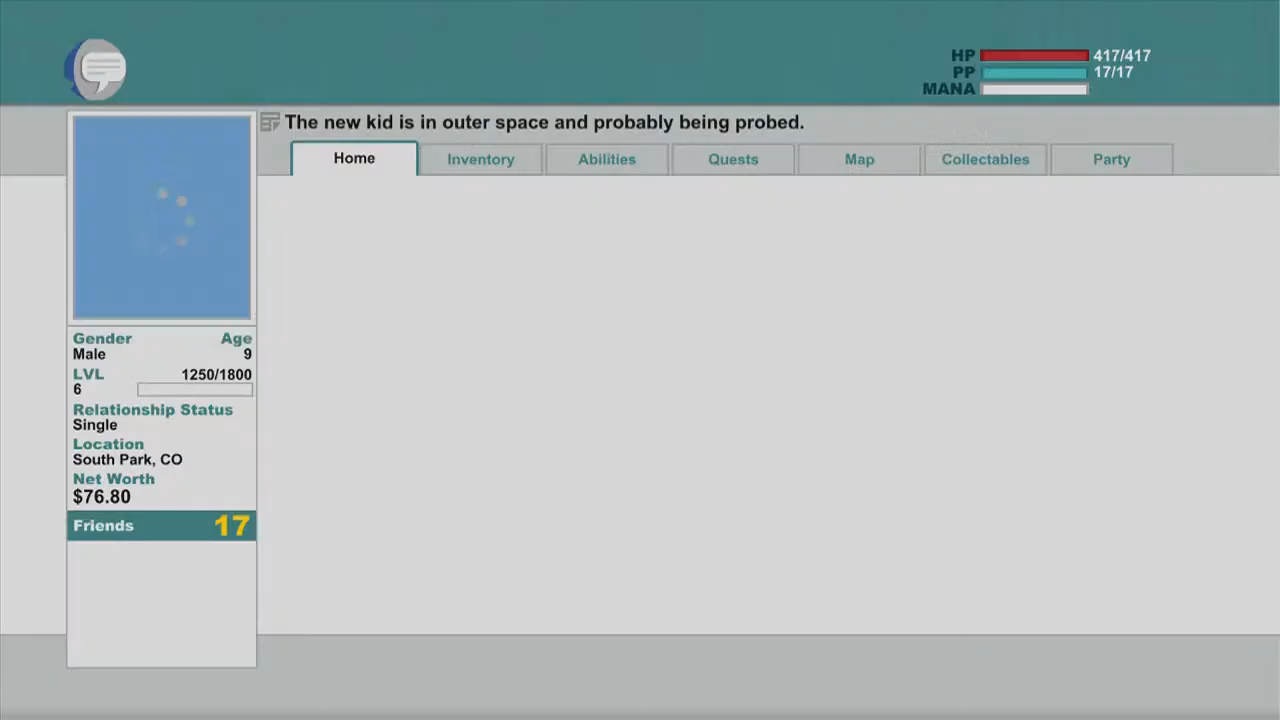 HP 417/417
PP 17/17
MANA
The new kid is in outer space and probably being probed.
Home Inventory Abilities Quests Map Collectables Party
Gender Age
Male 9
LVL 1250/1800
6
Relationship Status
Single
Location
South Park, CO
Net Worth
$76.80
Friends 17